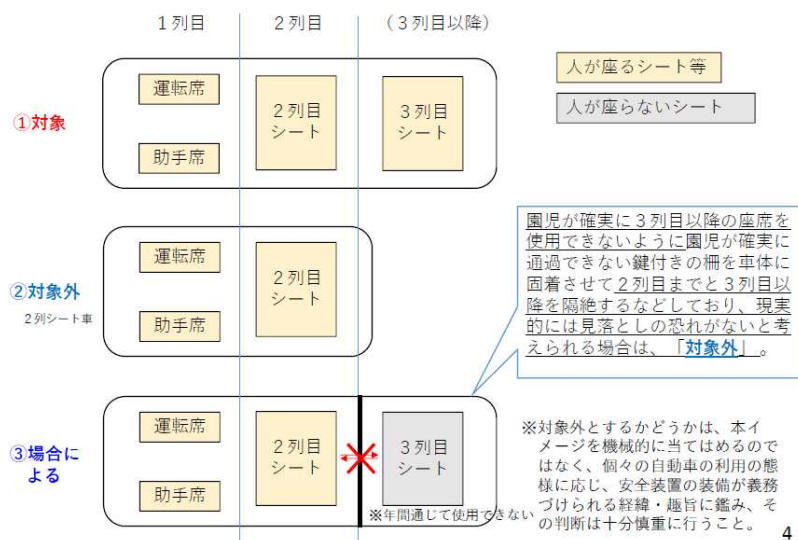 1列目
2列目
(3列目以降)
人が座るシート等
人が座らないシート
①対象
運転席
助手席
2列目
シート
3列目
シート
②対象外
2列シート車
運転席
助手席
2列目
シート
園児が確実に3列目以降の座席を
使用できないように園児が確実に
通過できない鍵付きの柵を車体に
固着させて2列目までと3列目以
降を隔絶するなどしており、現実
的には見落としの恐れがないと考
えられる場合は、「対象外」。
③場合に
よる
運転席
助手席
2列目
シート
3列目
シート
※年間通じて使用できない
※対象外とするかどうかは、本イ
メージを機械的に当てはめるので
はなく、個々の自動車の利用の態
様に応じ、安全装置の装備が義務
づけられる経緯・趣旨に鑑み、そ
の判断は十分慎重に行うこと。
4